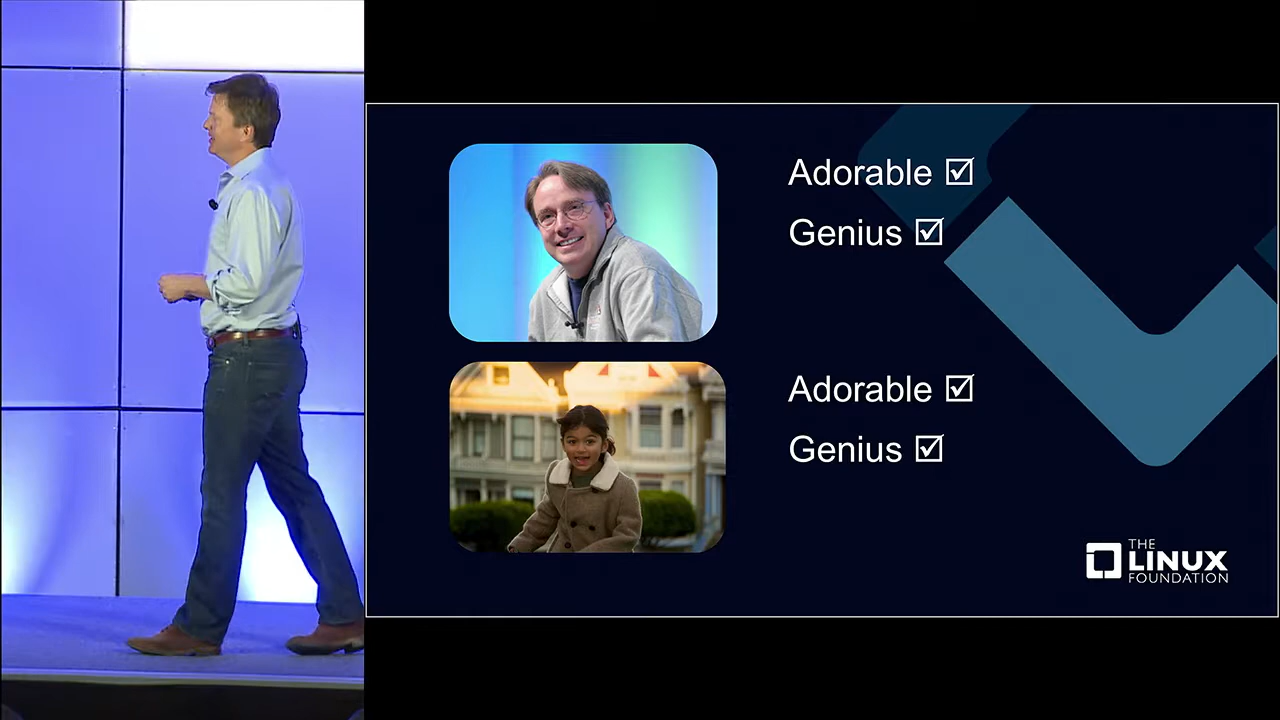 Adorable ☑
Genius ☑
Adorable ☑
Genius ☑
THE
LINUX
FOUNDATION